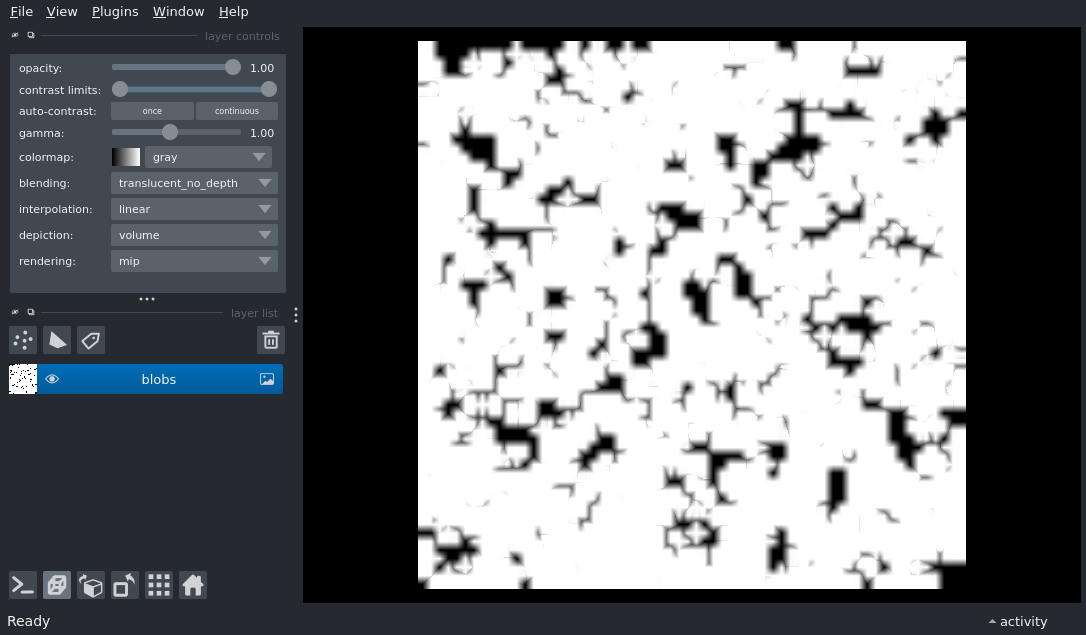 File View Plugins Window Help
layer controls
opacity: 1.00
contrast limits:
auto-contrast: once continuous
gamma: 1.00
colormap: gray
blending: translucent_no_depth
interpolation: linear
depiction: volume
rendering: mip
layer list
blobs
Ready activity